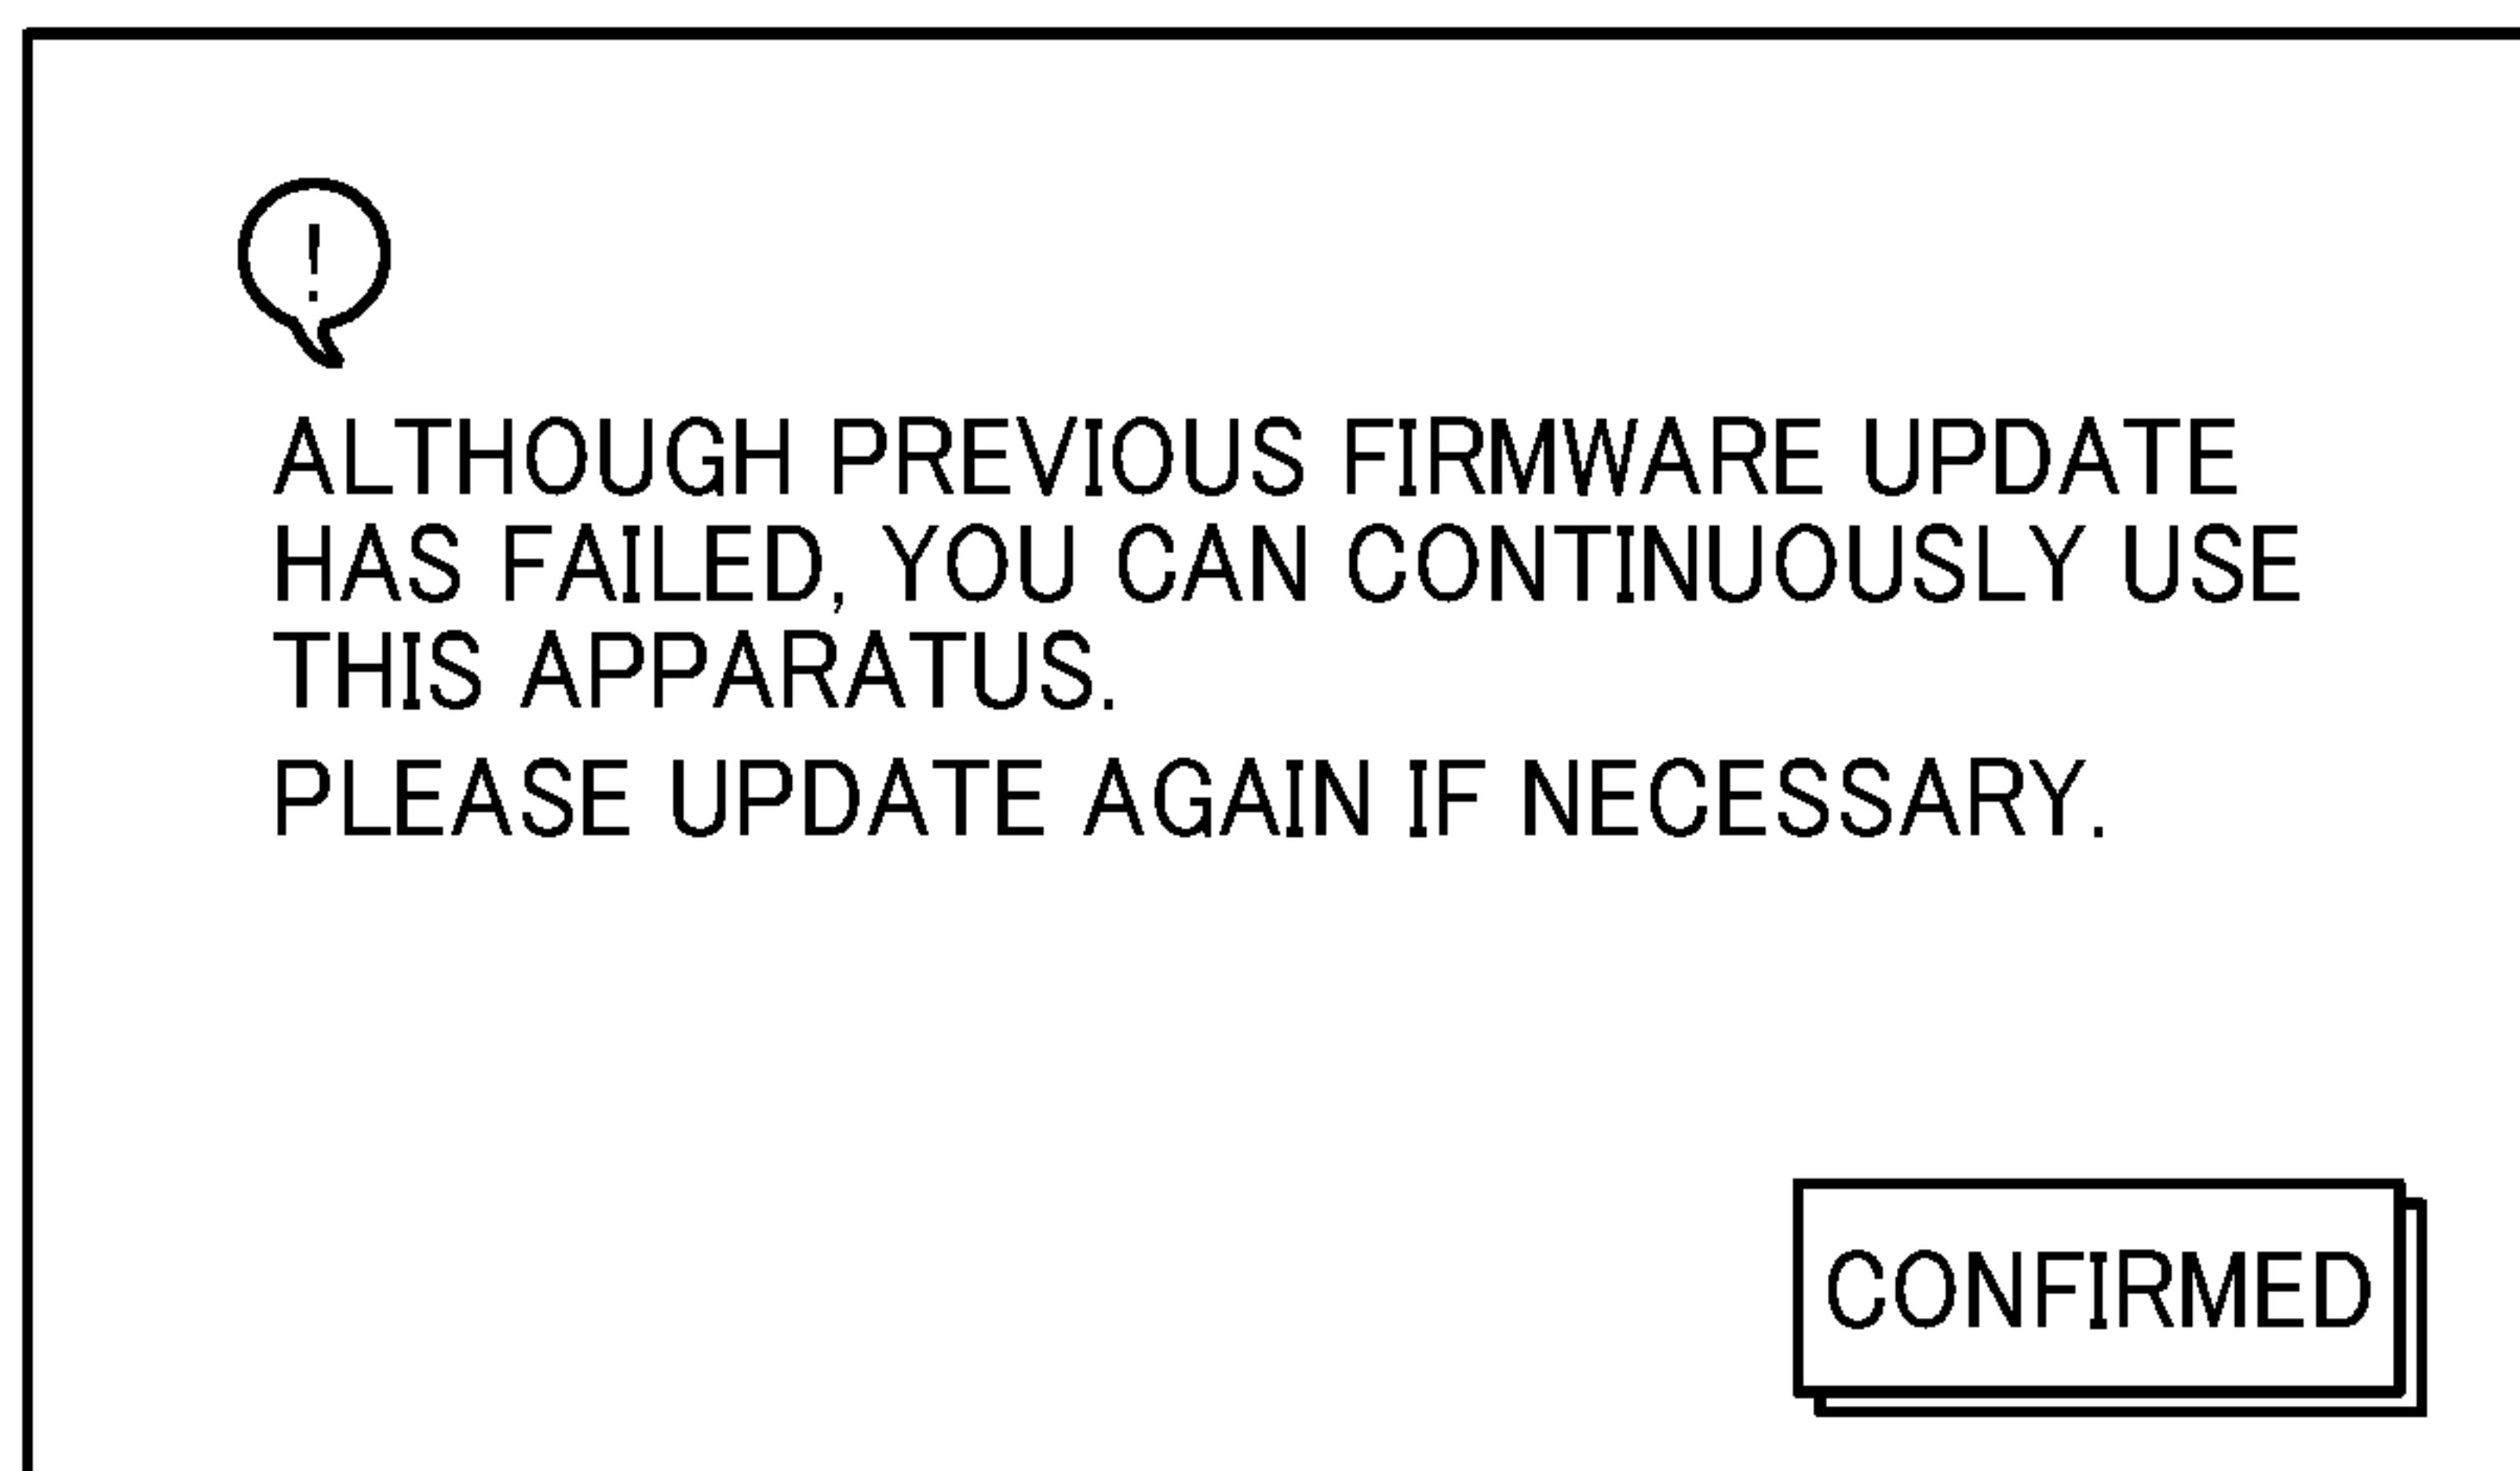 !
ALTHOUGH PREVIOUS FIRMWARE UPDATE
HAS FAILED, YOU CAN CONTINUOUSLY USE
THIS APPARATUS.
PLEASE UPDATE AGAIN IF NECESSARY.
CONFIRMED